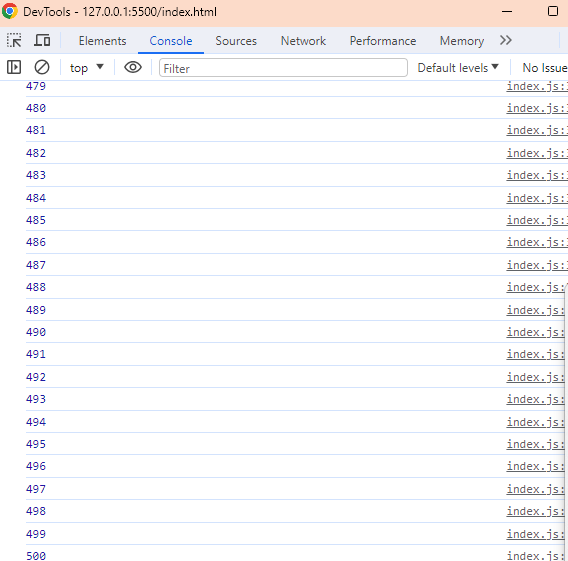 DevTools - 127.0.0.1:5500/index.html
Elements Console Sources Network Performance Memory
top Filter Default levels No Issue
479 index.js:
480 index.js:
481 index.js:
482 index.js:
483 index.js:
484 index.js:
485 index.js:
486 index.js:
487 index.js:
488 index.js:
489 index.js:
490 index.js:
491 index.js:
492 index.js:
493 index.js:
494 index.js:
495 index.js:
496 index.js:
497 index.js:
498 index.js:
499 index.js:
500 index.js: